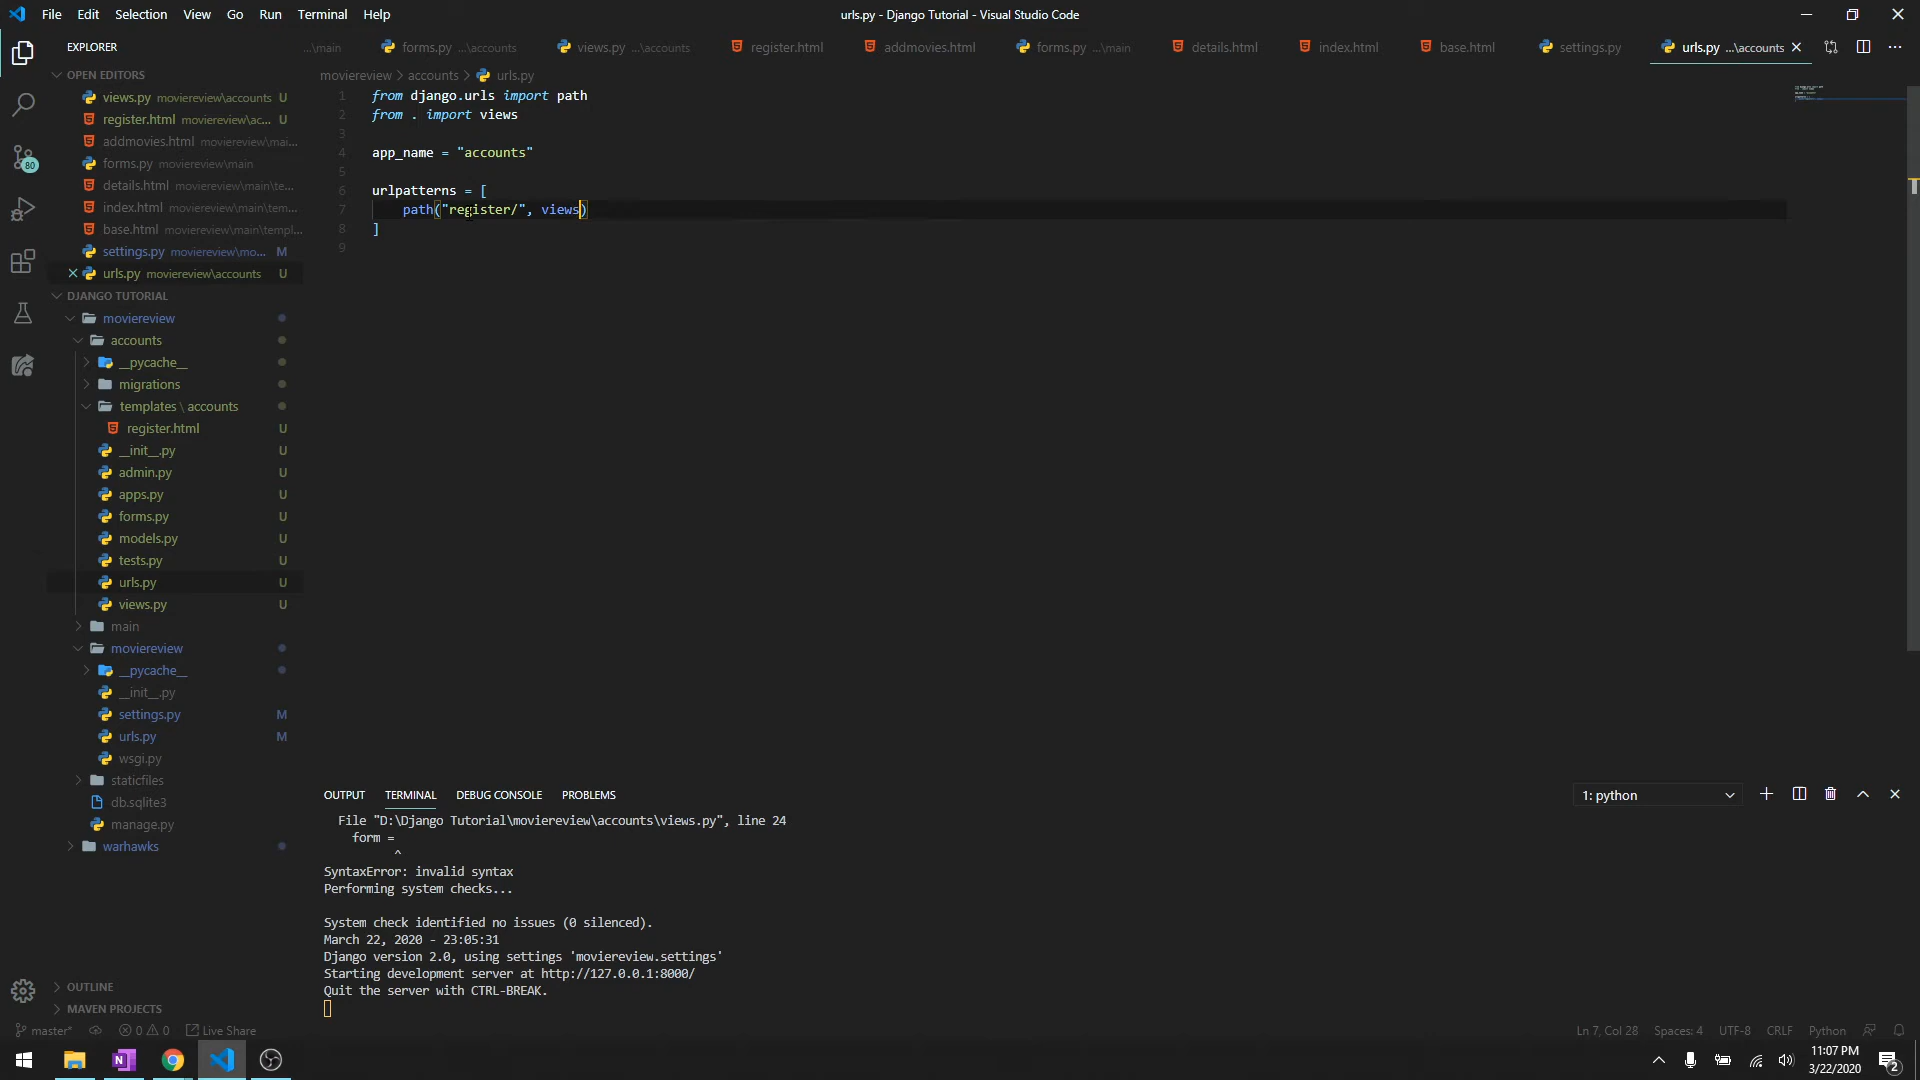 File Edit Selection View Go Run Terminal Help
urls.py - Django Tutorial - Visual Studio Code
EXPLORER
...\main forms.py ...\accounts views.py ...\accounts register.html addmovies.html forms.py ...\main details.html index.html base.html settings.py urls.py ...\accounts
OPEN EDITORS
views.py moviereview\accounts U
register.html moviereview\ac... U
addmovies.html moviereview\mai...
forms.py moviereview\main
details.html moviereview\main\te...
index.html moviereview\main\tem...
base.html moviereview\main\templ...
settings.py moviereview\mo... M
urls.py moviereview\accounts U
DJANGO TUTORIAL
moviereview
accounts
__pycache__
migrations
templates \ accounts
register.html U
__init__.py U
admin.py U
apps.py U
forms.py U
models.py U
tests.py U
urls.py U
views.py U
main
moviereview
__pycache__
__init__.py
settings.py M
urls.py M
wsgi.py
staticfiles
db.sqlite3
manage.py
warhawks
OUTLINE
MAVEN PROJECTS
moviereview > accounts > urls.py
1 from django.urls import path
2 from . import views
3
4 app_name = "accounts"
5
6 urlpatterns = [
7 path("register/", views)
8 ]
9
OUTPUT TERMINAL DEBUG CONSOLE PROBLEMS
1: python
File "D:\Django Tutorial\moviereview\accounts\views.py", line 24
form =
^
SyntaxError: invalid syntax
Performing system checks...
System check identified no issues (0 silenced).
March 22, 2020 - 23:05:31
Django version 2.0, using settings 'moviereview.settings'
Starting development server at http://127.0.0.1:8000/
Quit the server with CTRL-BREAK.
80
master* 0 0 Live Share
Ln 7, Col 28 Spaces: 4 UTF-8 CRLF Python
11:07 PM
3/22/2020
2